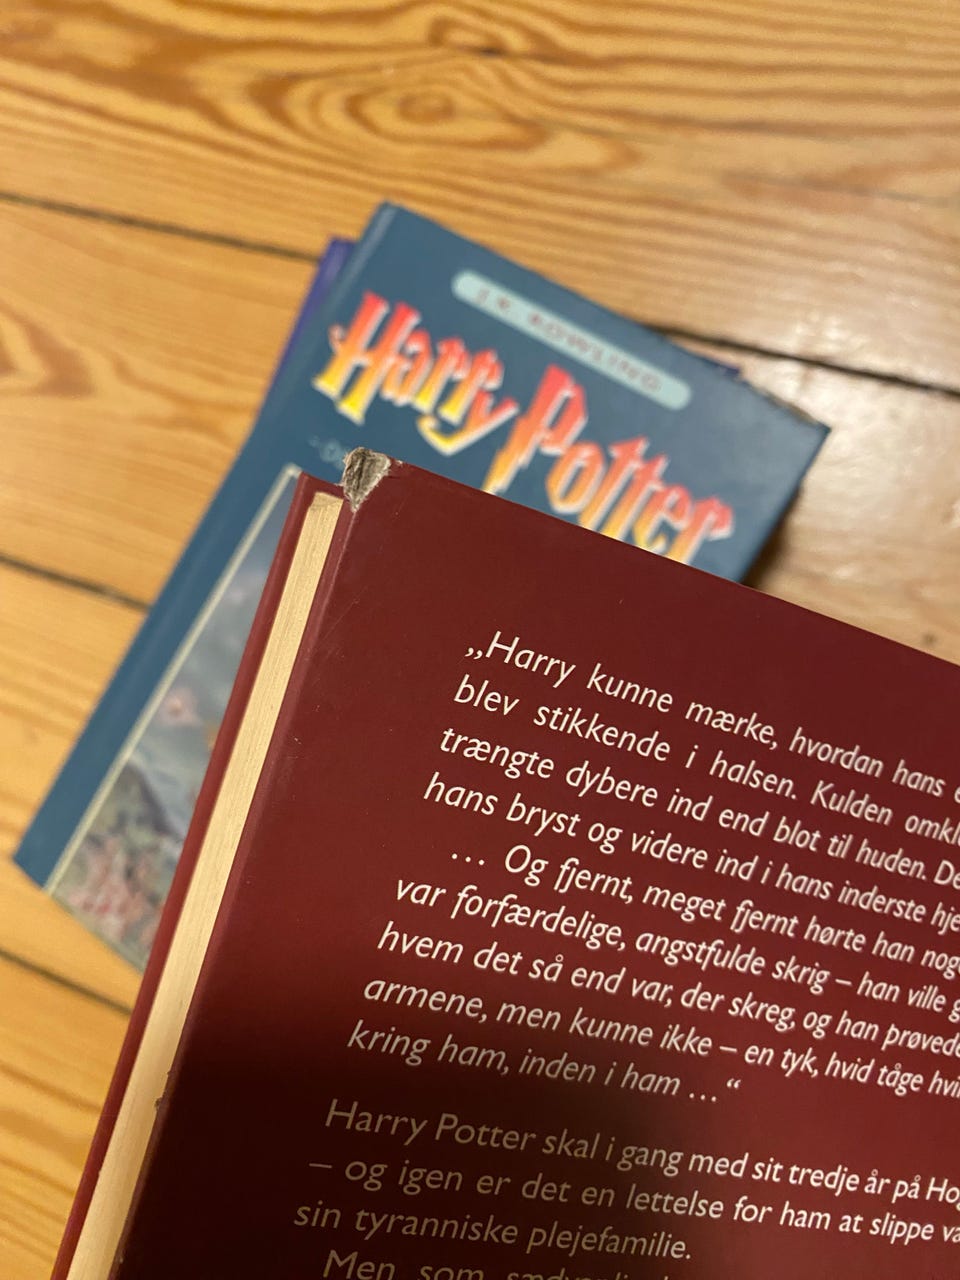 J.K. ROWLING
Harry Potter
„Harry kunne mærke, hvordan hans
blev stikkende i halsen. Kulden
trængte dybere ind end blot til huden.
hans bryst og videre ind i hans inderste
… Og fjernt, meget fjernt hørte han
var forfærdelige, angstfulde skrig – han ville
hvem det så end var, der skreg, og han
armene, men kunne ikke – en tyk, hvid tåge
kring ham, inden i ham … “
Harry Potter skal i gang med sit tredje år på
– og igen er det en lettelse for ham at slippe
sin tyranniske plejefamilie.
Men som